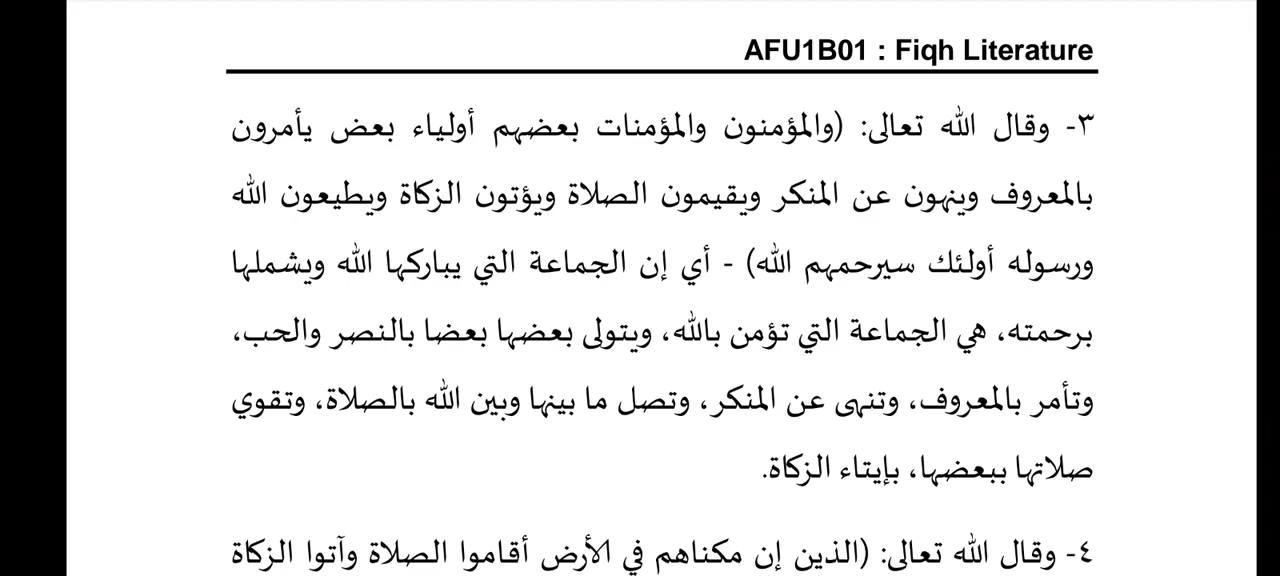 AFU1B01 : Fiqh Literature
٣- وقال الله تعالى: (والمؤمنون والمؤمنات بعضهم أولياء بعض يأمرون
بالمعروف وينهون عن المنكر ويقيمون الصلاة ويؤتون الزكاة ويطيعون الله
ورسوله أولئك سيرحمهم الله) - أي إن الجماعة التي يباركها الله ويشملها
برحمته، هي الجماعة التي تؤمن بالله، ويتولى بعضها بعضا بالنصر والحب،
وتأمر بالمعروف، وتنهى عن المنكر، وتصل ما بينها وبين الله بالصلاة، وتقوي
صلاتها ببعضها، بإيتاء الزكاة.
٤- وقال الله تعالى: (الذين إن مكناهم في الأرض أقاموا الصلاة وآتوا الزكاة